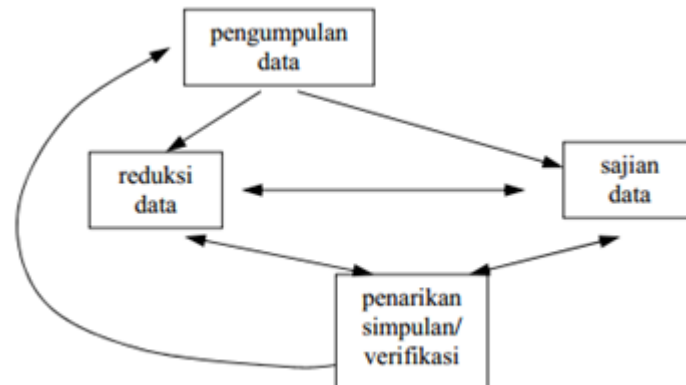 pengumpulan
data
reduksi
data
sajian
data
penarikan
simpulan/
verifikasi